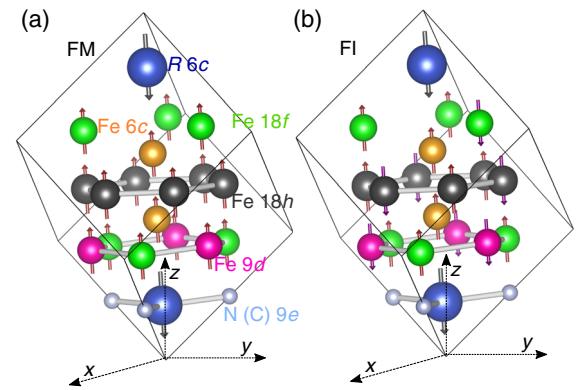 (a)
FM
R 6c
Fe 18f
Fe 6c
Fe 18h
Fe 9d
z
N (C) 9e
x
y
(b)
FI
z
x
y